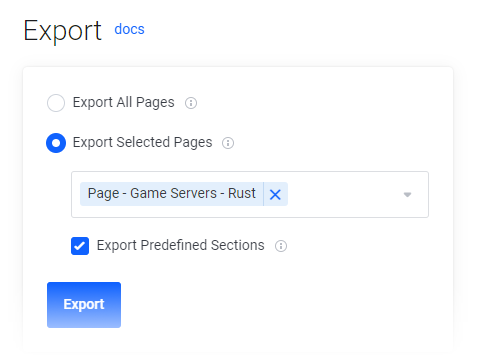 Export docs
Export All Pages
Export Selected Pages
Page - Game Servers - Rust
Export Predefined Sections
Export